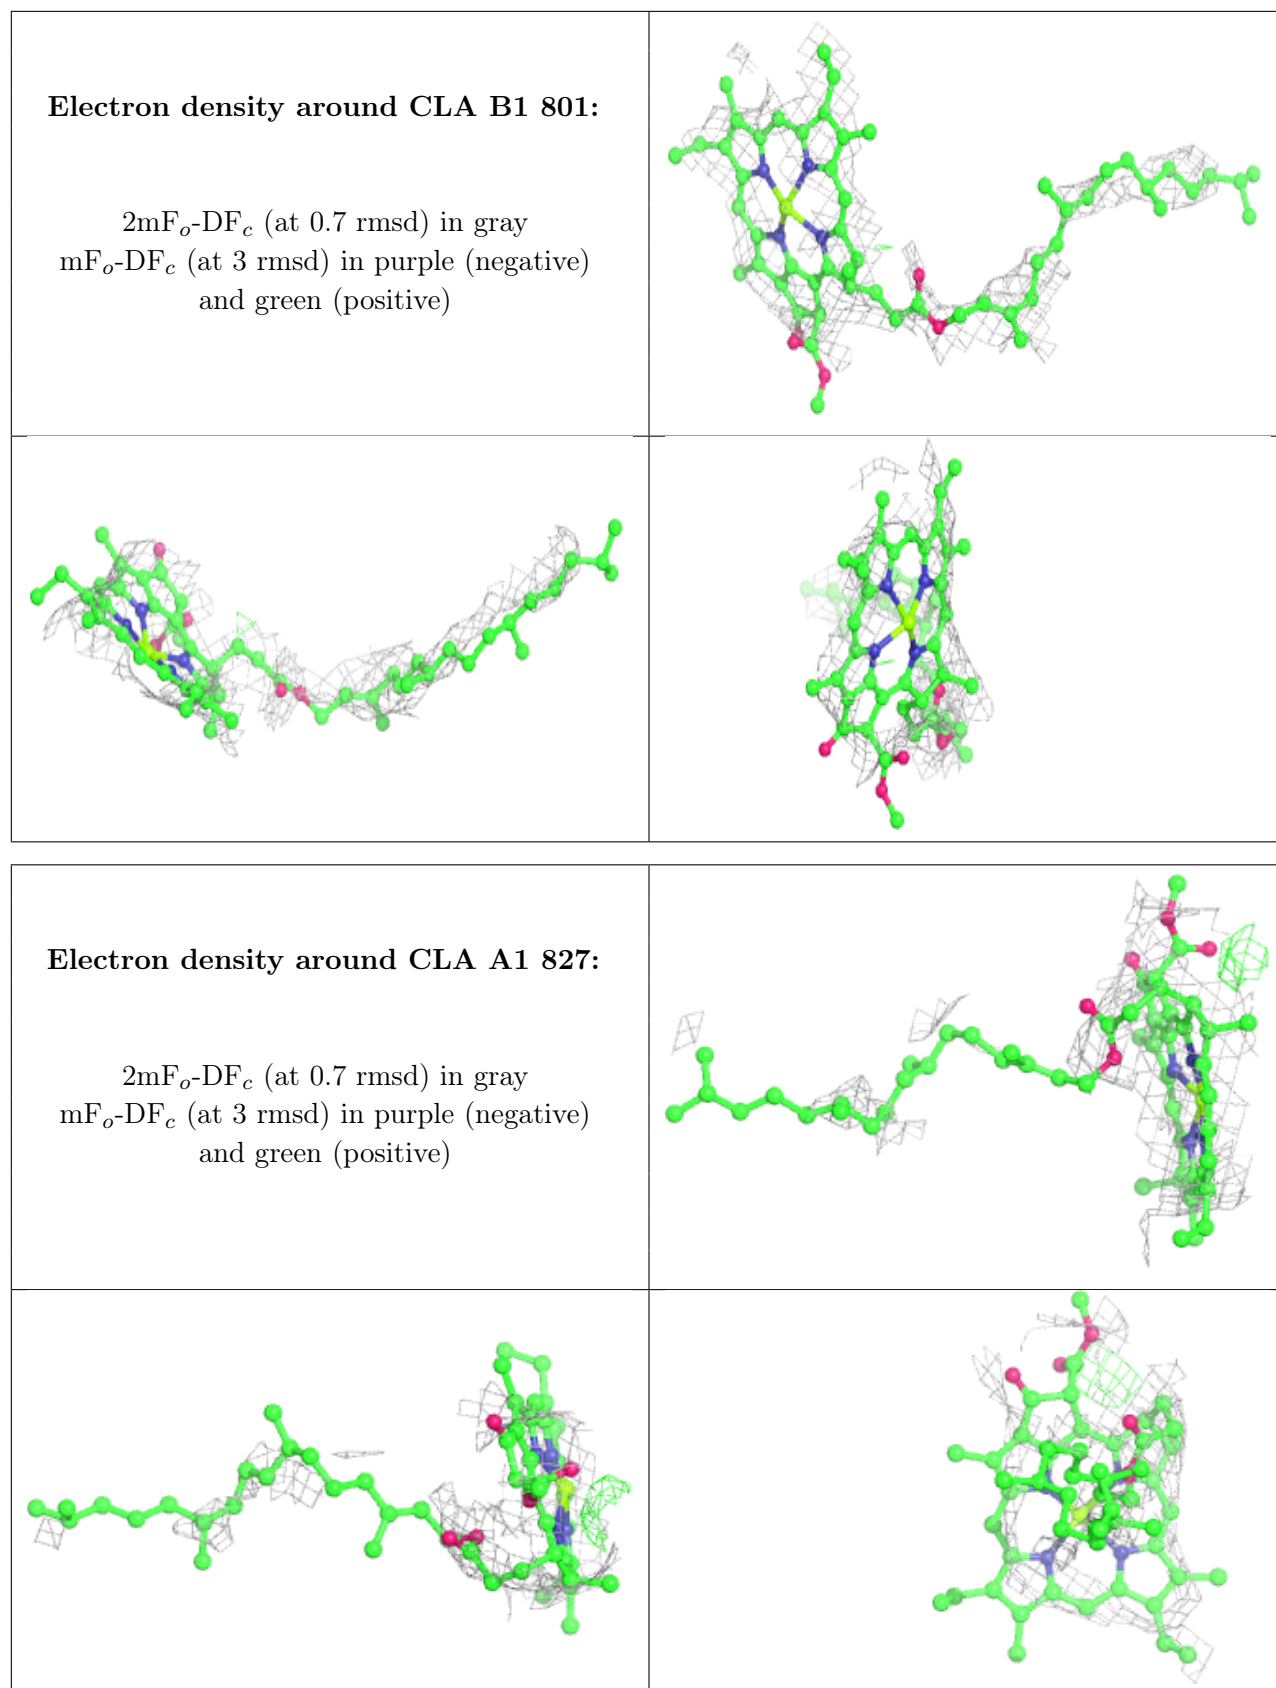 Electron density around CLA B1 801:
2mFo-DFc (at 0.7 rmsd) in gray
mFo-DFc (at 3 rmsd) in purple (negative)
and green (positive)
Electron density around CLA A1 827:
2mFo-DFc (at 0.7 rmsd) in gray
mFo-DFc (at 3 rmsd) in purple (negative)
and green (positive)